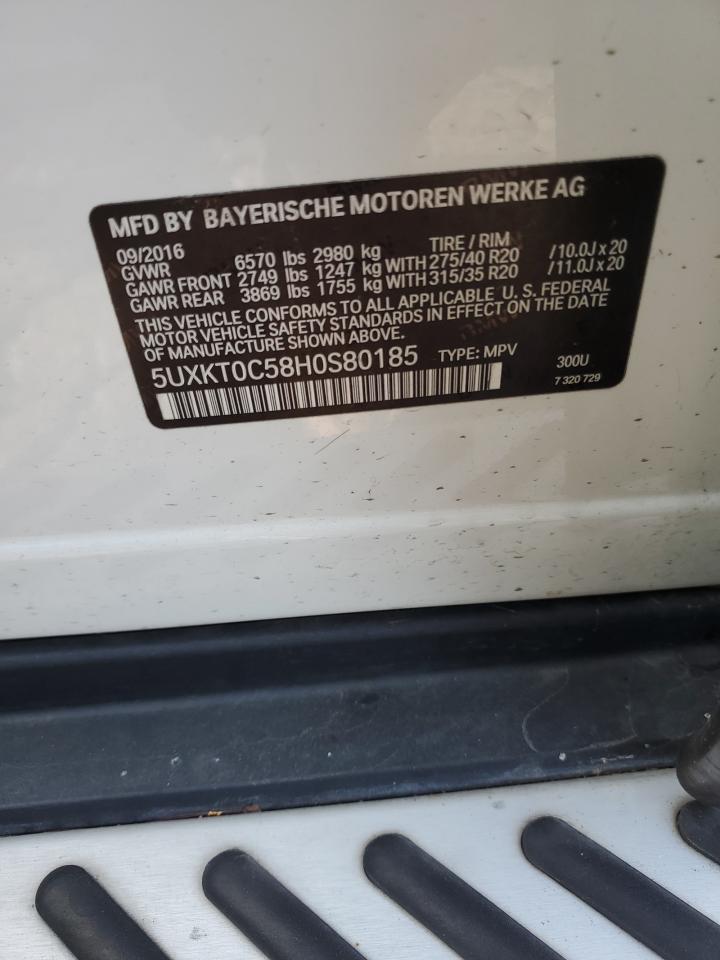 MFD BY BAYERISCHE MOTOREN WERKE AG
09/2016 TIRE / RIM
GVWR 6570 lbs 2980 kg
GAWR FRONT 2749 lbs 1247 kg WITH 275/40 R20 / 10.0J x 20
GAWR REAR 3869 lbs 1755 kg WITH 315/35 R20 / 11.0J x 20
THIS VEHICLE CONFORMS TO ALL APPLICABLE U. S. FEDERAL
MOTOR VEHICLE SAFETY STANDARDS IN EFFECT ON THE DATE
OF MANUFACTURE SHOWN ABOVE.
5UXKT0C58H0S80185 TYPE: MPV 300U
7 320 729